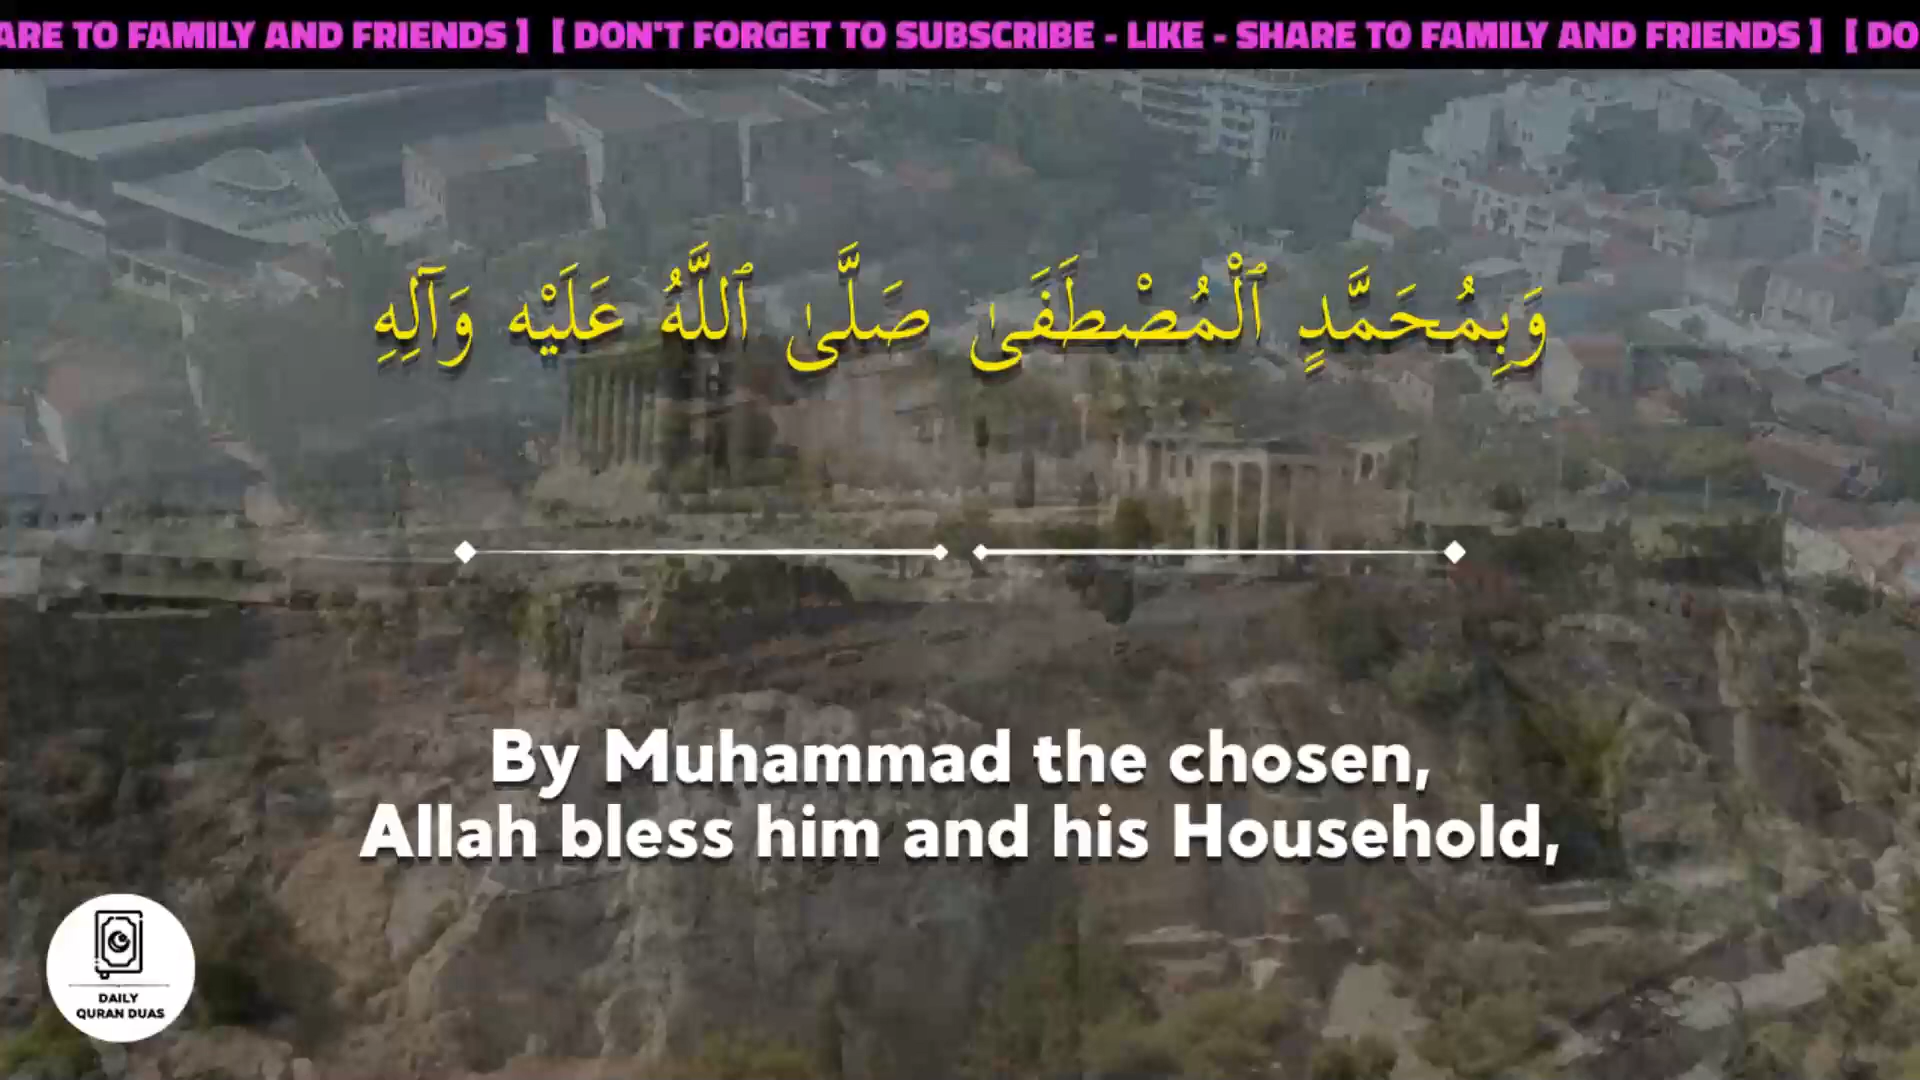 ARE TO FAMILY AND FRIENDS ] [ DON'T FORGET TO SUBSCRIBE - LIKE - SHARE TO FAMILY AND FRIENDS ] [ DO
وَبِمُحَمَّدٍ ٱلْمُصْطَفَىٰ صَلَّىٰ ٱللَّهُ عَلَيْه وَآلِهِ
By Muhammad the chosen,
Allah bless him and his Household,
DAILY
QURAN DUAS